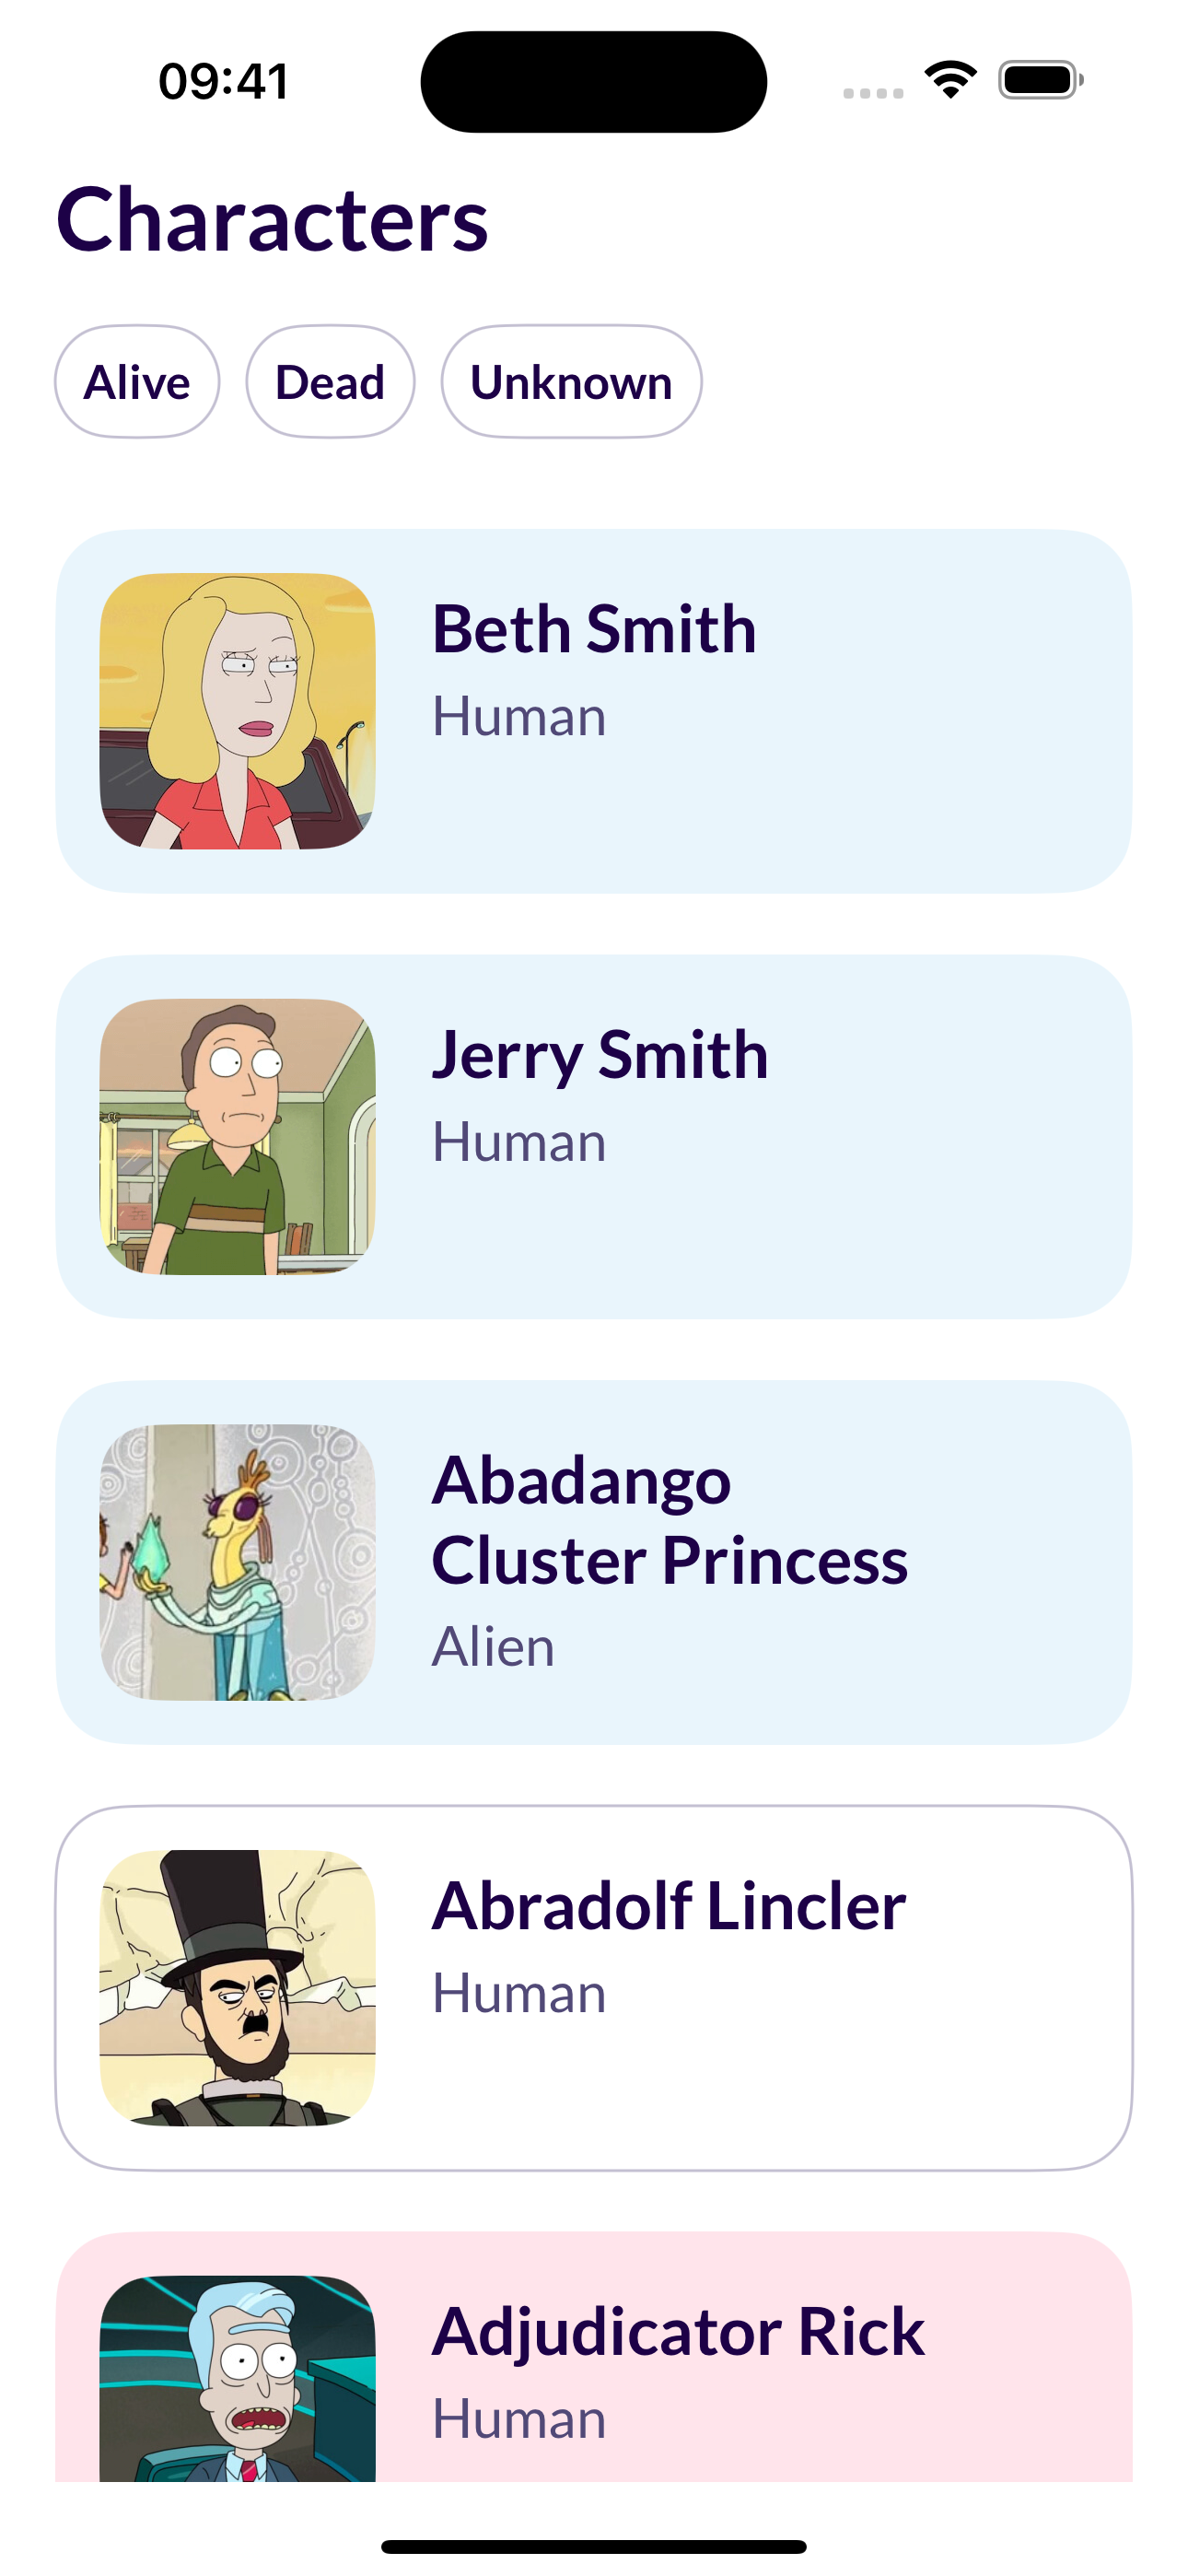 09:41
Characters
Alive
Dead
Unknown
Beth Smith
Human
Jerry Smith
Human
Abadango
Cluster Princess
Alien
Abradolf Lincler
Human
Adjudicator Rick
Human